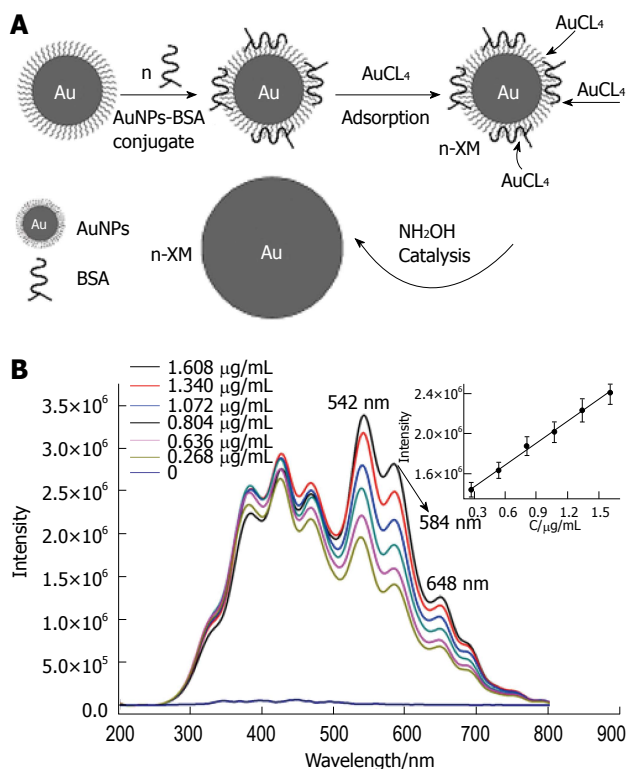 A
Au
n
AuNPs-BSA
conjugate
Au
AuCL₄
Adsorption
Au
n-XM
AuCL₄
AuCL₄
AuCL₄
Au
AuNPs
BSA
n-XM
Au
NH₂OH
Catalysis
B
1.608 μg/mL
1.340 μg/mL
1.072 μg/mL
0.804 μg/mL
0.636 μg/mL
0.268 μg/mL
0
542 nm
584 nm
648 nm
3.5×10⁶
3.0×10⁶
2.5×10⁶
2.0×10⁶
1.5×10⁶
1.0×10⁶
5.0×10⁵
0.0
Intensity
200 300 400 500 600 700 800 900
Wavelength/nm
2.4×10⁶
2.0×10⁶
1.6×10⁶
Intensity
0.3 0.6 0.9 1.2 1.5
C/μg/mL